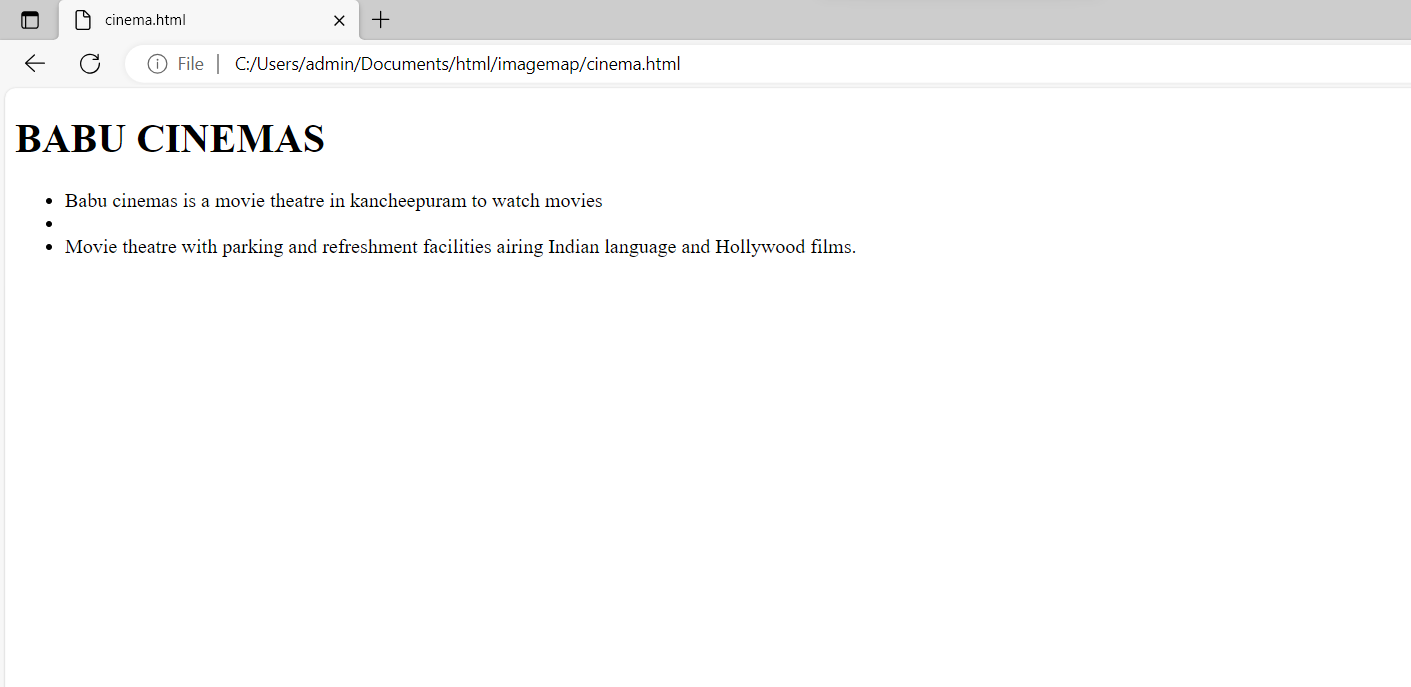 cinema.html
File
C:/Users/admin/Documents/html/imagemap/cinema.html
BABU CINEMAS
Babu cinemas is a movie theatre in kancheepuram to watch movies
Movie theatre with parking and refreshment facilities airing Indian language and Hollywood films.